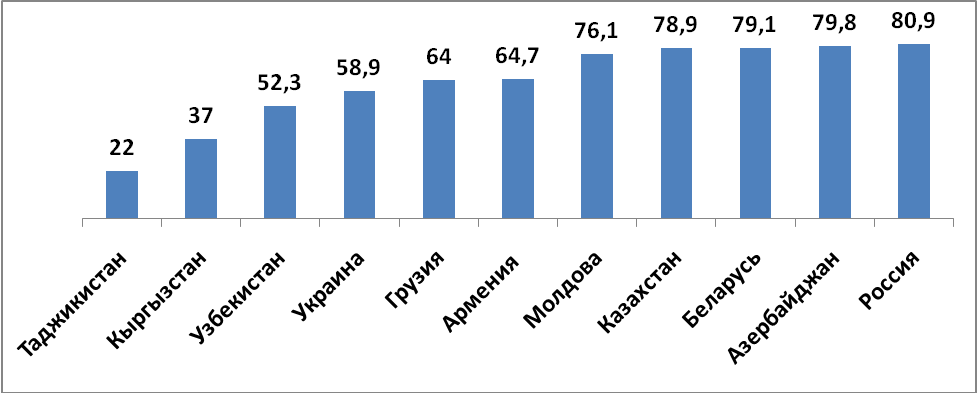 22
37
52,3
58,9
64
64,7
76,1
78,9
79,1
79,8
80,9
Таджикистан
Кыргызстан
Узбекистан
Украина
Грузия
Армения
Молдова
Казахстан
Беларусь
Азербайджан
Россия